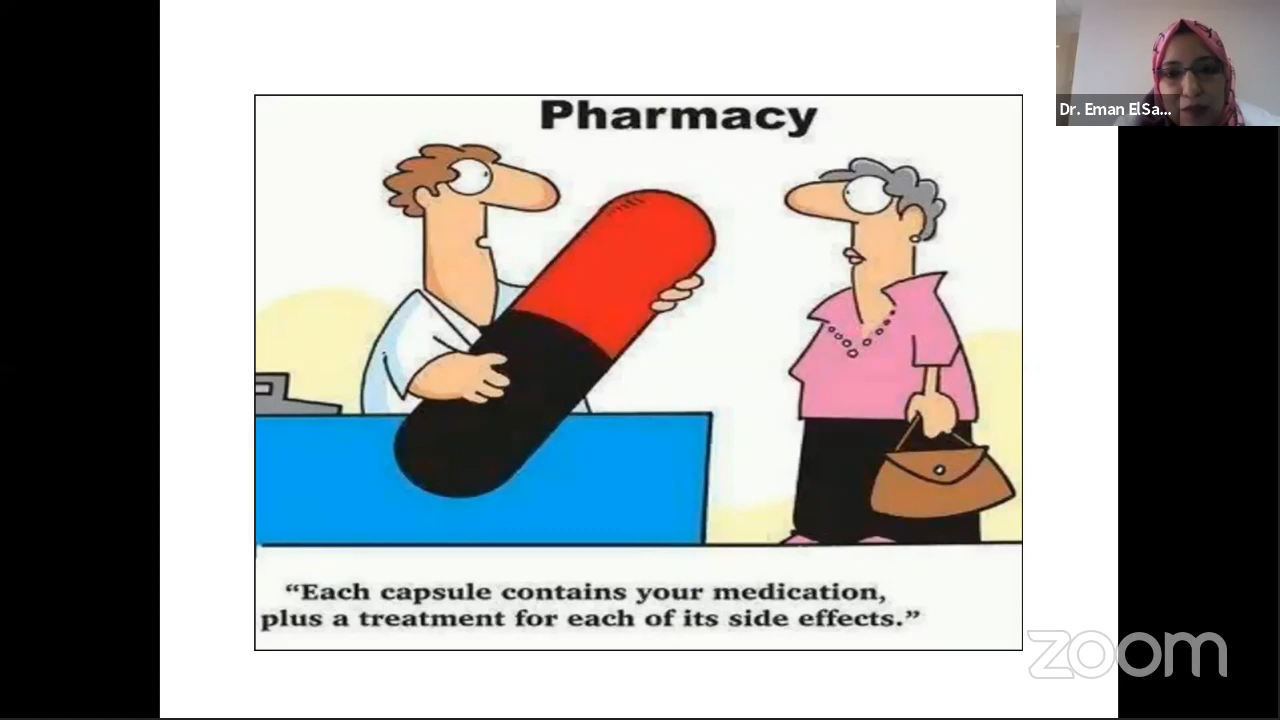 Pharmacy
Dr. Eman ElSa...
“Each capsule contains your medication,
plus a treatment for each of its side effects.”
zoom